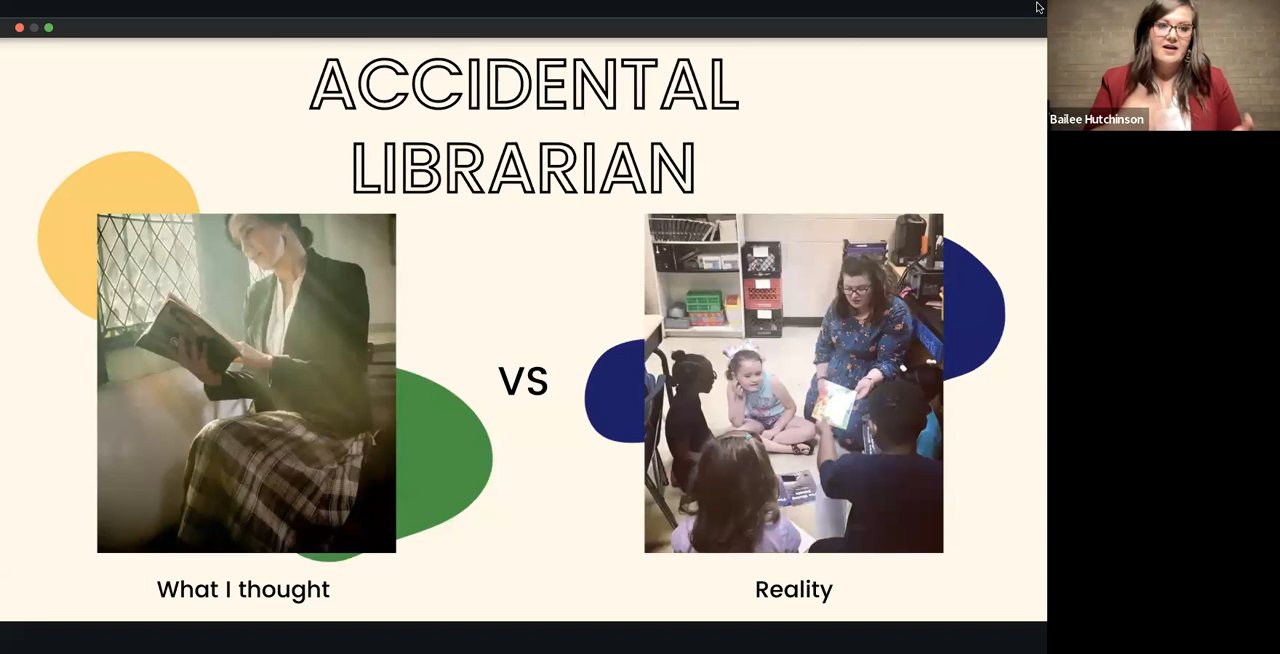 ACCIDENTAL
LIBRARIAN
VS
What I thought
Reality
Bailee Hutchinson